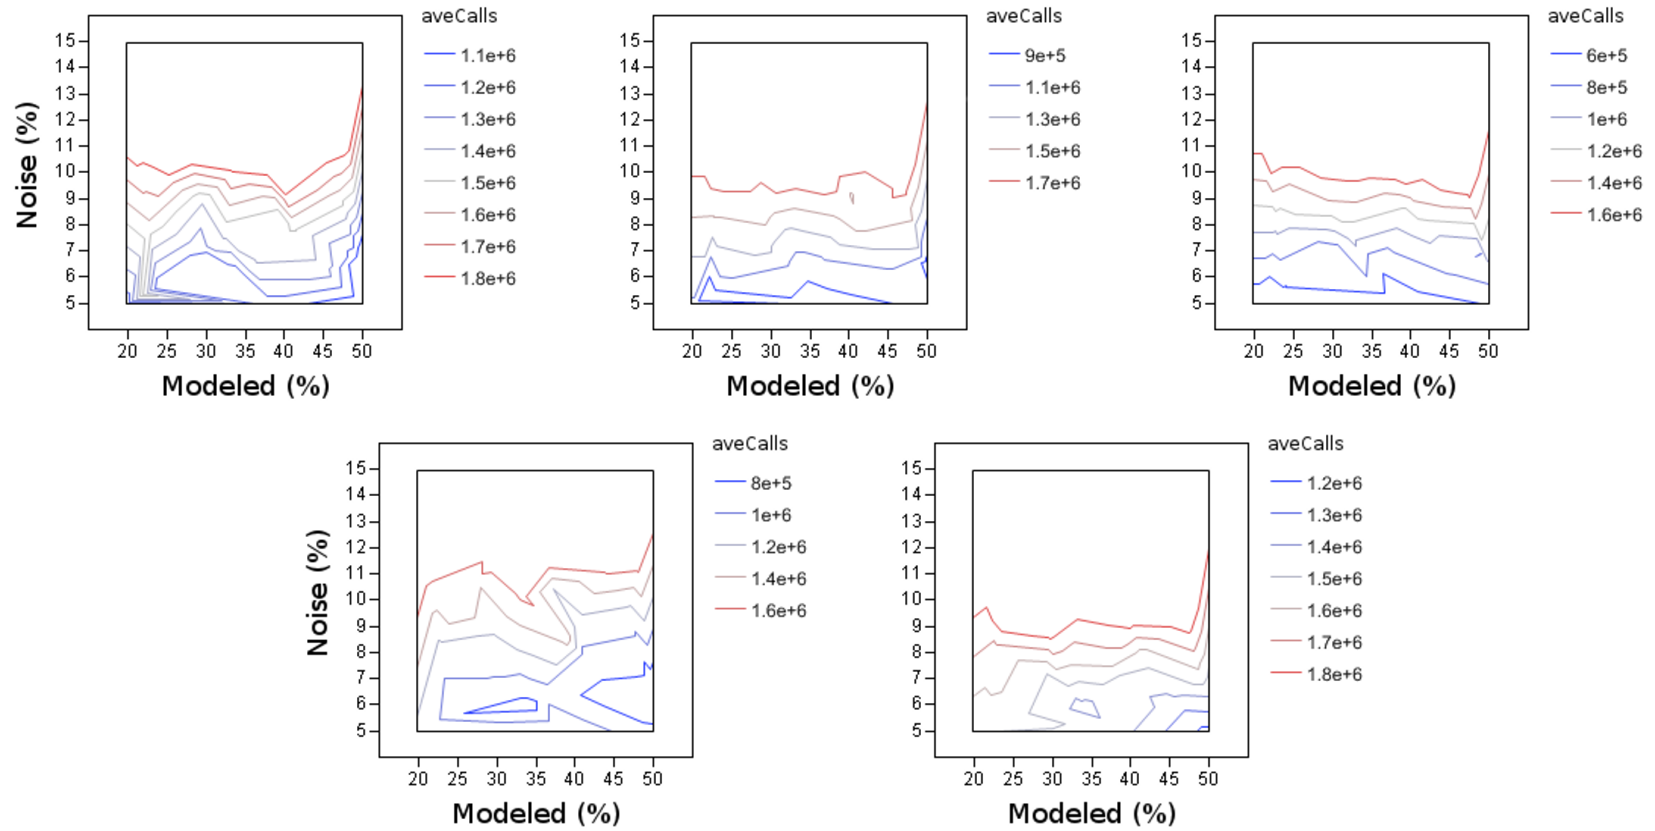 aveCalls
15
14
13
12
11
10
9
8
7
6
5
Noise (%)
20 25 30 35 40 45 50
Modeled (%)
1.1e+6
1.2e+6
1.3e+6
1.4e+6
1.5e+6
1.6e+6
1.7e+6
1.8e+6
aveCalls
15
14
13
12
11
10
9
8
7
6
5
20 25 30 35 40 45 50
Modeled (%)
9e+5
1.1e+6
1.3e+6
1.5e+6
1.7e+6
aveCalls
15
14
13
12
11
10
9
8
7
6
5
20 25 30 35 40 45 50
Modeled (%)
6e+5
8e+5
1e+6
1.2e+6
1.4e+6
1.6e+6
aveCalls
15
14
13
12
11
10
9
8
7
6
5
Noise (%)
20 25 30 35 40 45 50
Modeled (%)
8e+5
1e+6
1.2e+6
1.4e+6
1.6e+6
aveCalls
15
14
13
12
11
10
9
8
7
6
5
20 25 30 35 40 45 50
Modeled (%)
1.2e+6
1.3e+6
1.4e+6
1.5e+6
1.6e+6
1.7e+6
1.8e+6